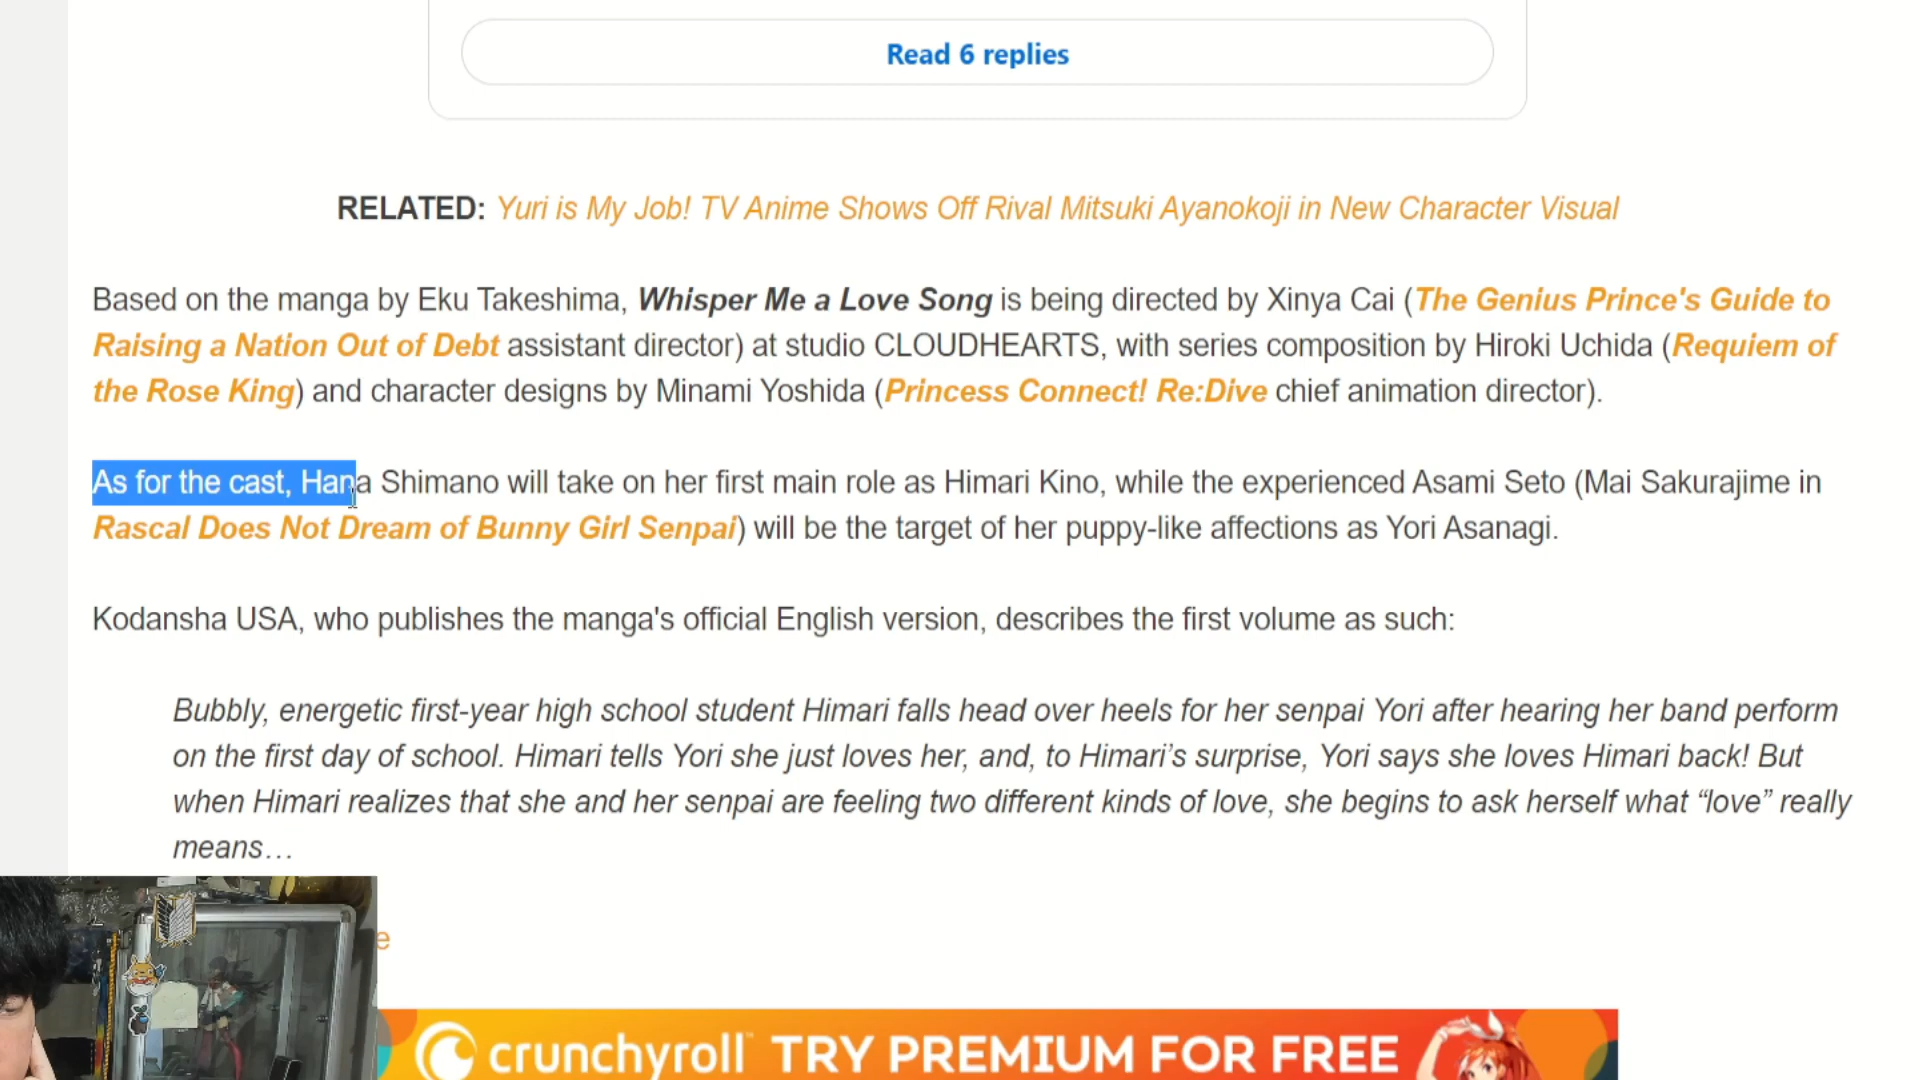 Read 6 replies
RELATED: Yuri is My Job! TV Anime Shows Off Rival Mitsuki Ayanokoji in New Character Visual
Based on the manga by Eku Takeshima, Whisper Me a Love Song is being directed by Xinya Cai (The Genius Prince's Guide to
Raising a Nation Out of Debt assistant director) at studio CLOUDHEARTS, with series composition by Hiroki Uchida (Requiem of
the Rose King) and character designs by Minami Yoshida (Princess Connect! Re:Dive chief animation director).
As for the cast, Hana Shimano will take on her first main role as Himari Kino, while the experienced Asami Seto (Mai Sakurajime in
Rascal Does Not Dream of Bunny Girl Senpai) will be the target of her puppy-like affections as Yori Asanagi.
Kodansha USA, who publishes the manga's official English version, describes the first volume as such:
Bubbly, energetic first-year high school student Himari falls head over heels for her senpai Yori after hearing her band perform
on the first day of school. Himari tells Yori she just loves her, and, to Himari’s surprise, Yori says she loves Himari back! But
when Himari realizes that she and her senpai are feeling two different kinds of love, she begins to ask herself what “love” really
means…
e
crunchyroll TRY PREMIUM FOR FREE